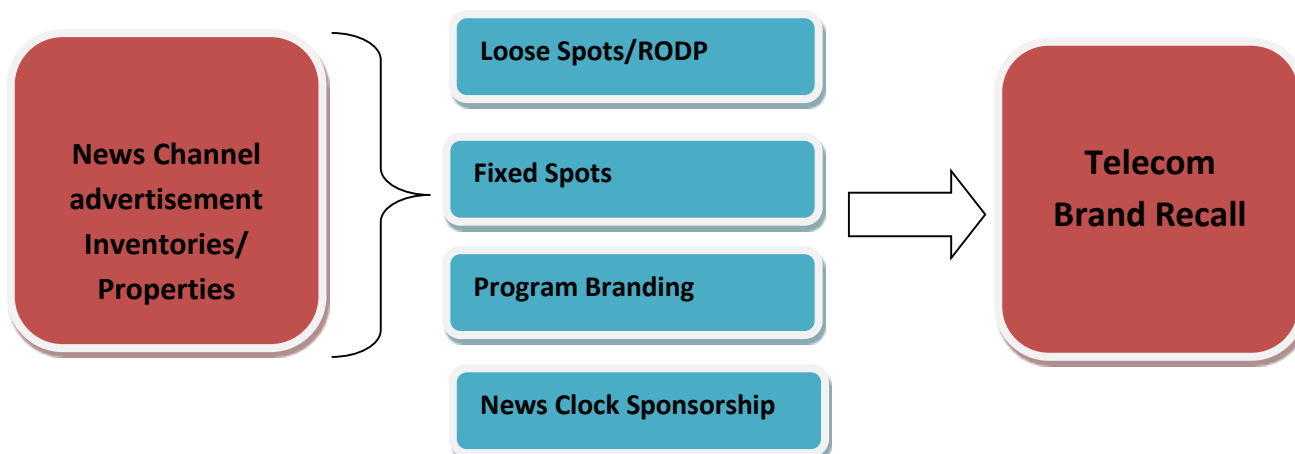 News Channel
advertisement
Inventories/
Properties
Loose Spots/RODP
Fixed Spots
Program Branding
News Clock Sponsorship
Telecom
Brand Recall